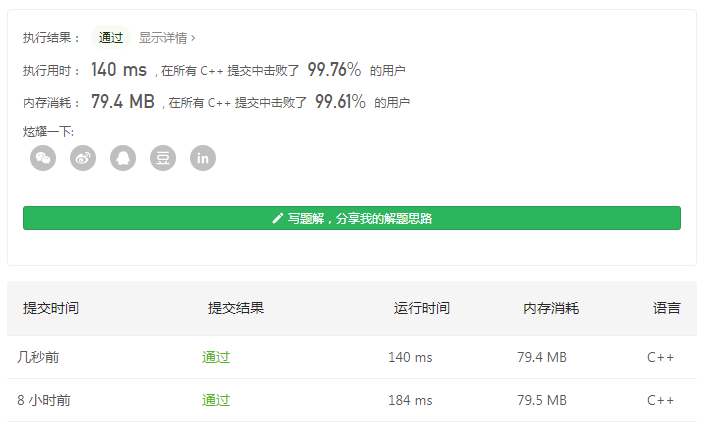 执行结果： 通过 显示详情 ›
执行用时： 140 ms , 在所有 C++ 提交中击败了 99.76% 的用户
内存消耗： 79.4 MB , 在所有 C++ 提交中击败了 99.61% 的用户
炫耀一下:
豆 in
写题解，分享我的解题思路
提交时间 提交结果 运行时间 内存消耗 语言
几秒前 通过 140 ms 79.4 MB C++
8 小时前 通过 184 ms 79.5 MB C++